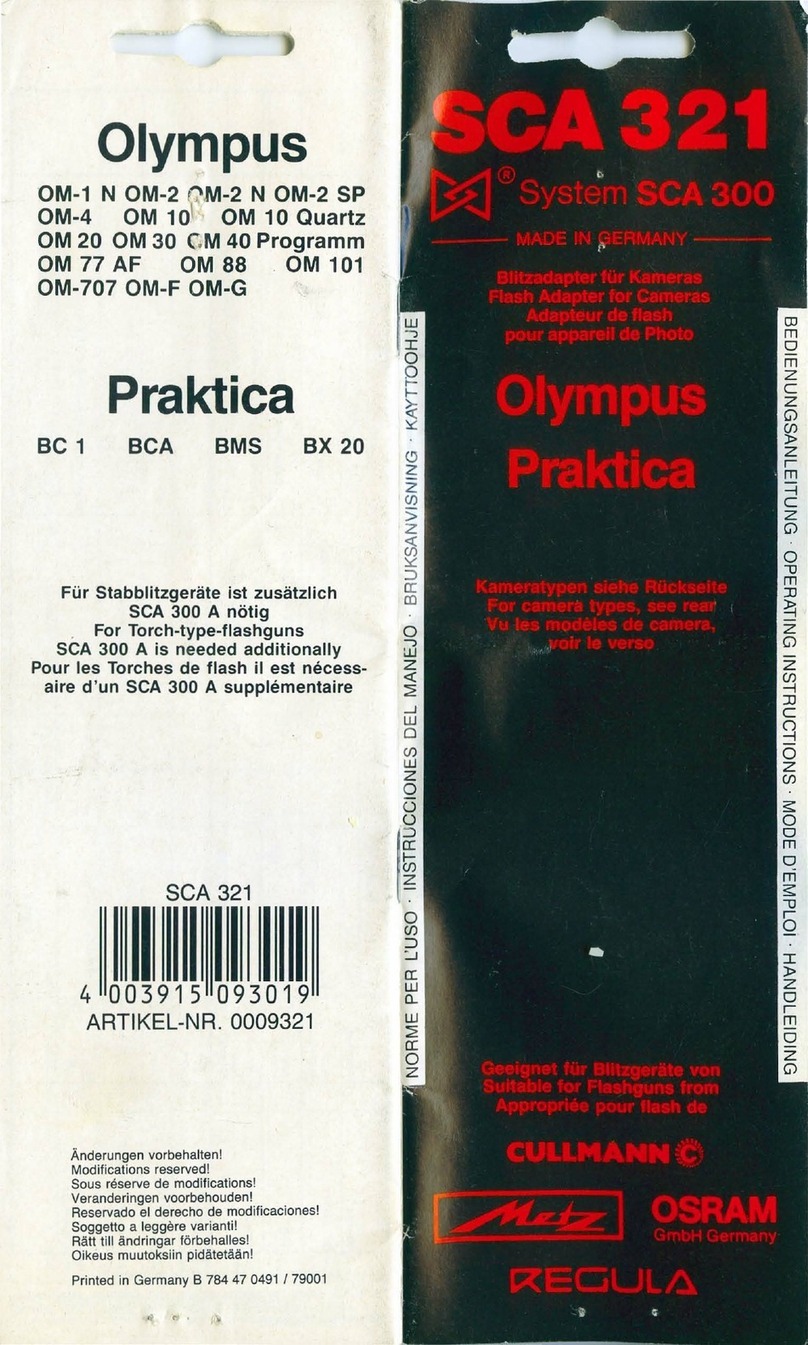 Olympus
OM-1 N OM-2 OM-2 N OM-2 SP
OM-4 OM 10 OM 10 Quartz
OM 20 OM 30 OM 40 Programm
OM 77 AF OM 88 OM 101
OM-707 OM-F OM-G
Praktica
BC 1 BCA BMS BX 20
Für Stabblitzgeräte ist zusätzlich
SCA 300 A nötig
For Torch-type-flashguns
SCA 300 A is needed additionally
Pour les Torches de flash il est nécess-
aire d'un SCA 300 A supplémentaire
SCA 321
4 003915 093019
ARTIKEL-NR. 0009321
Änderungen vorbehalten!
Modifications reserved!
Sous réserve de modifications!
Veranderingen voorbehouden!
Reservado el derecho de modificaciones!
Soggetto a leggère varianti!
Rätt till ändringar förbehalles!
Oikeus muutoksiin pidätetään!
Printed in Germany B 784 47 0491 / 79001
NORME PER L'USO · INSTRUCCIONES DEL MANEJO · BRUKSANVISNING · KAYTTOOHJE
SCA 321
® System SCA 300
MADE IN GERMANY
Blitzadapter für Kameras
Flash Adapter for Cameras
Adapteur de flash
pour appareil de Photo
Olympus
Praktica
Kameratypen siehe Rückseite
For camera types, see rear
Vu les modèles de camera,
voir le verso
Geeignet für Blitzgeräte von
Suitable for Flashguns from
Appropriée pour flash de
CULLMANN C
Metz
OSRAM
GmbH Germany
REGULA
BEDIENUNGSANLEITUNG · OPERATING INSTRUCTIONS · MODE D'EMPLOI · HANDLEIDING